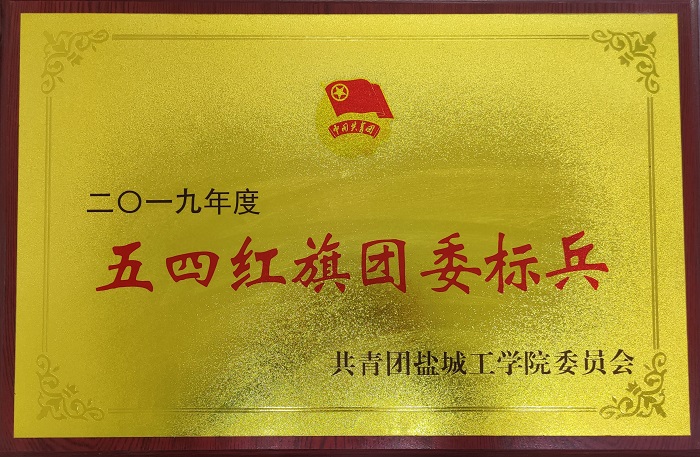 中国共青团
二〇一九年度
五四红旗团委标兵
共青团盐城工学院委员会